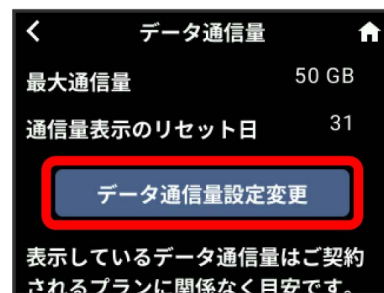 データ通信量
最大通信量 50 GB
通信量表示のリセット日 31
データ通信量設定変更
表示しているデータ通信量はご契約
されるプランに関係なく目安です。